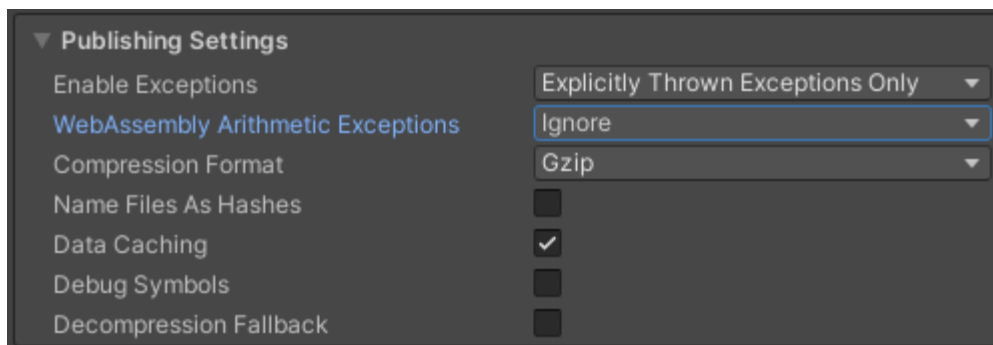 Publishing Settings
Enable Exceptions Explicitly Thrown Exceptions Only
WebAssembly Arithmetic Exceptions Ignore
Compression Format Gzip
Name Files As Hashes
Data Caching
Debug Symbols
Decompression Fallback